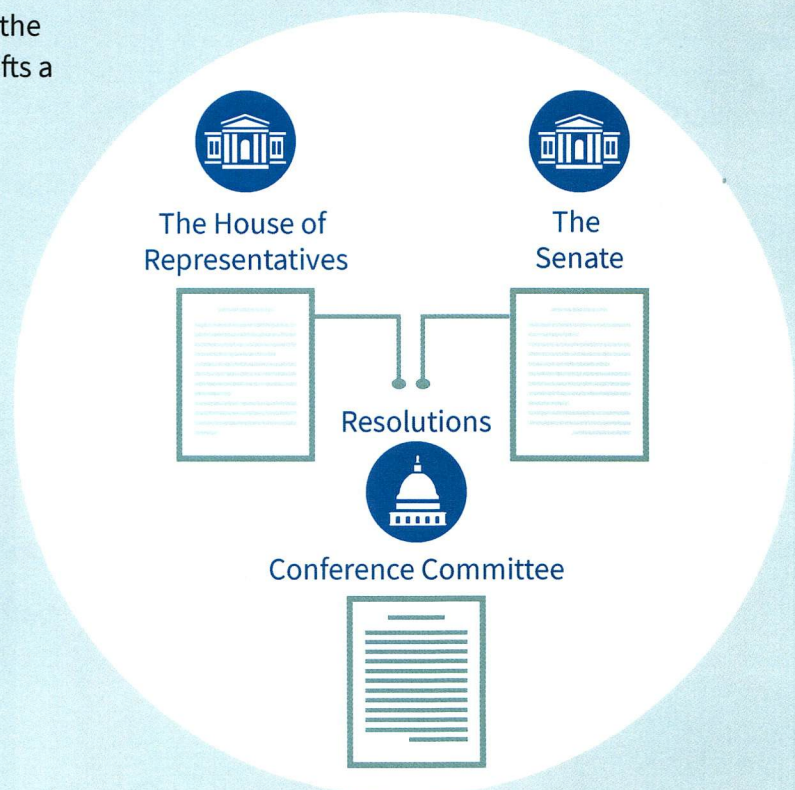 the
fts a
The House of
Representatives
The
Senate
Resolutions
Conference Committee